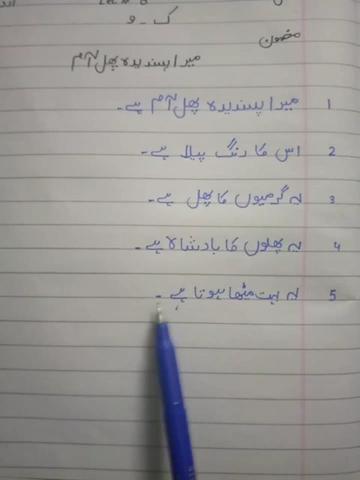 ک - و
مضمون
میرا پسندیدہ پھل آم
1 میرا پسندیدہ پھل آم ہے۔
2 اس کا رنگ پیلا ہے۔
3 یہ گرمیوں کا پھل ہے۔
4 یہ پھلوں کا بادشاہ ہے۔
5 یہ بہت مٹھا ہوتا ہے۔